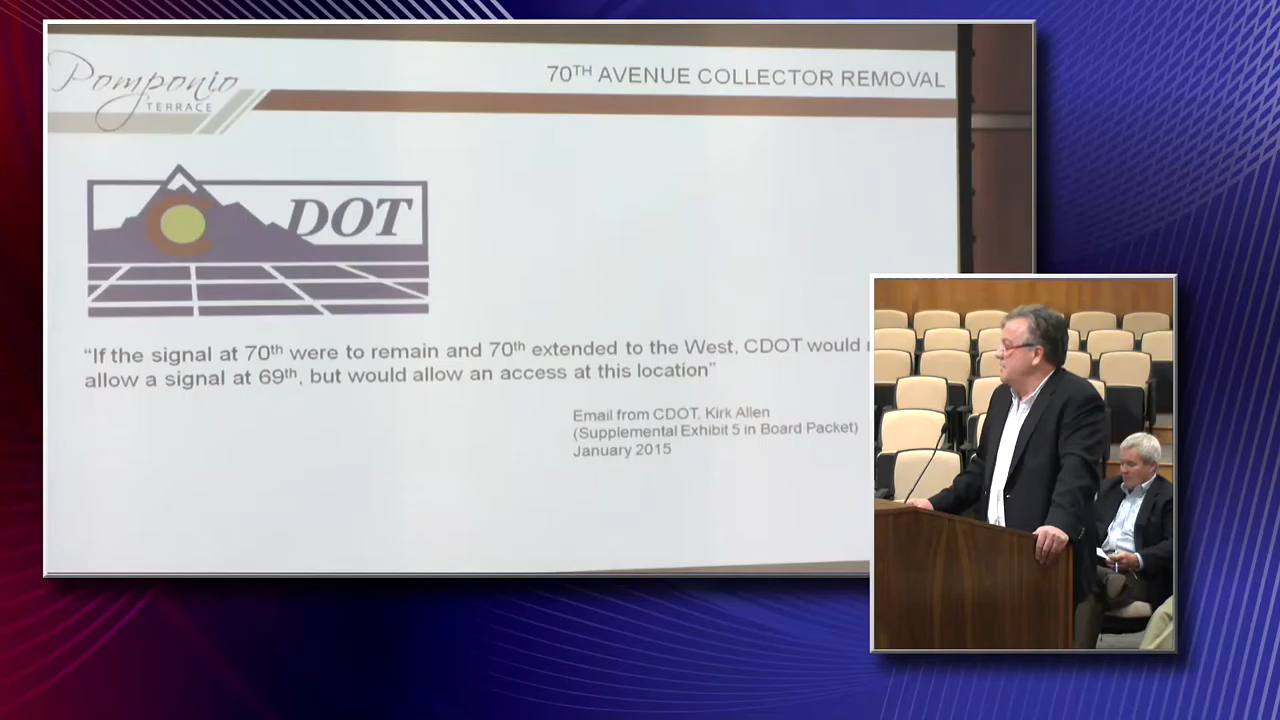 Pomponio
TERRACE
70TH AVENUE COLLECTOR REMOVAL
DOT
“If the signal at 70th were to remain and 70th extended to the West, CDOT would
allow a signal at 69th, but would allow an access at this location”
Email from CDOT, Kirk Allen
(Supplemental Exhibit 5 in Board Packet)
January 2015